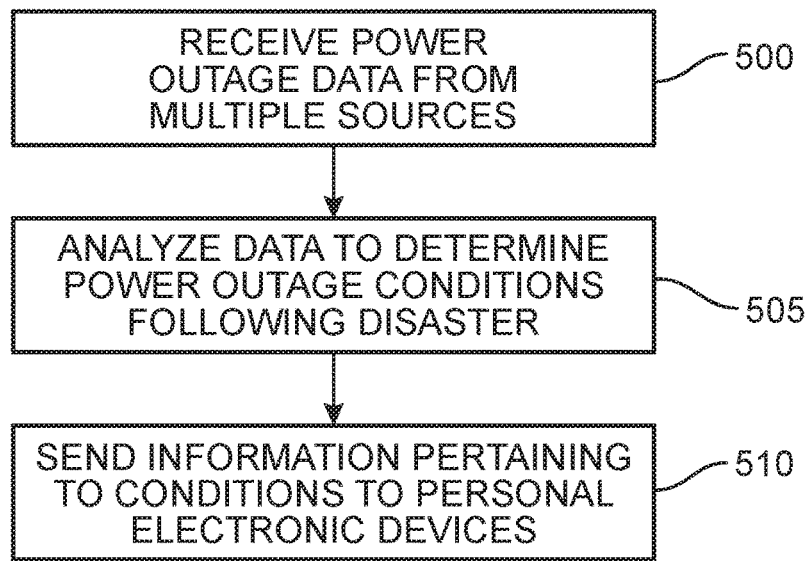 RECEIVE POWER
OUTAGE DATA FROM
MULTIPLE SOURCES
500
ANALYZE DATA TO DETERMINE
POWER OUTAGE CONDITIONS
FOLLOWING DISASTER
505
SEND INFORMATION PERTAINING
TO CONDITIONS TO PERSONAL
ELECTRONIC DEVICES
510